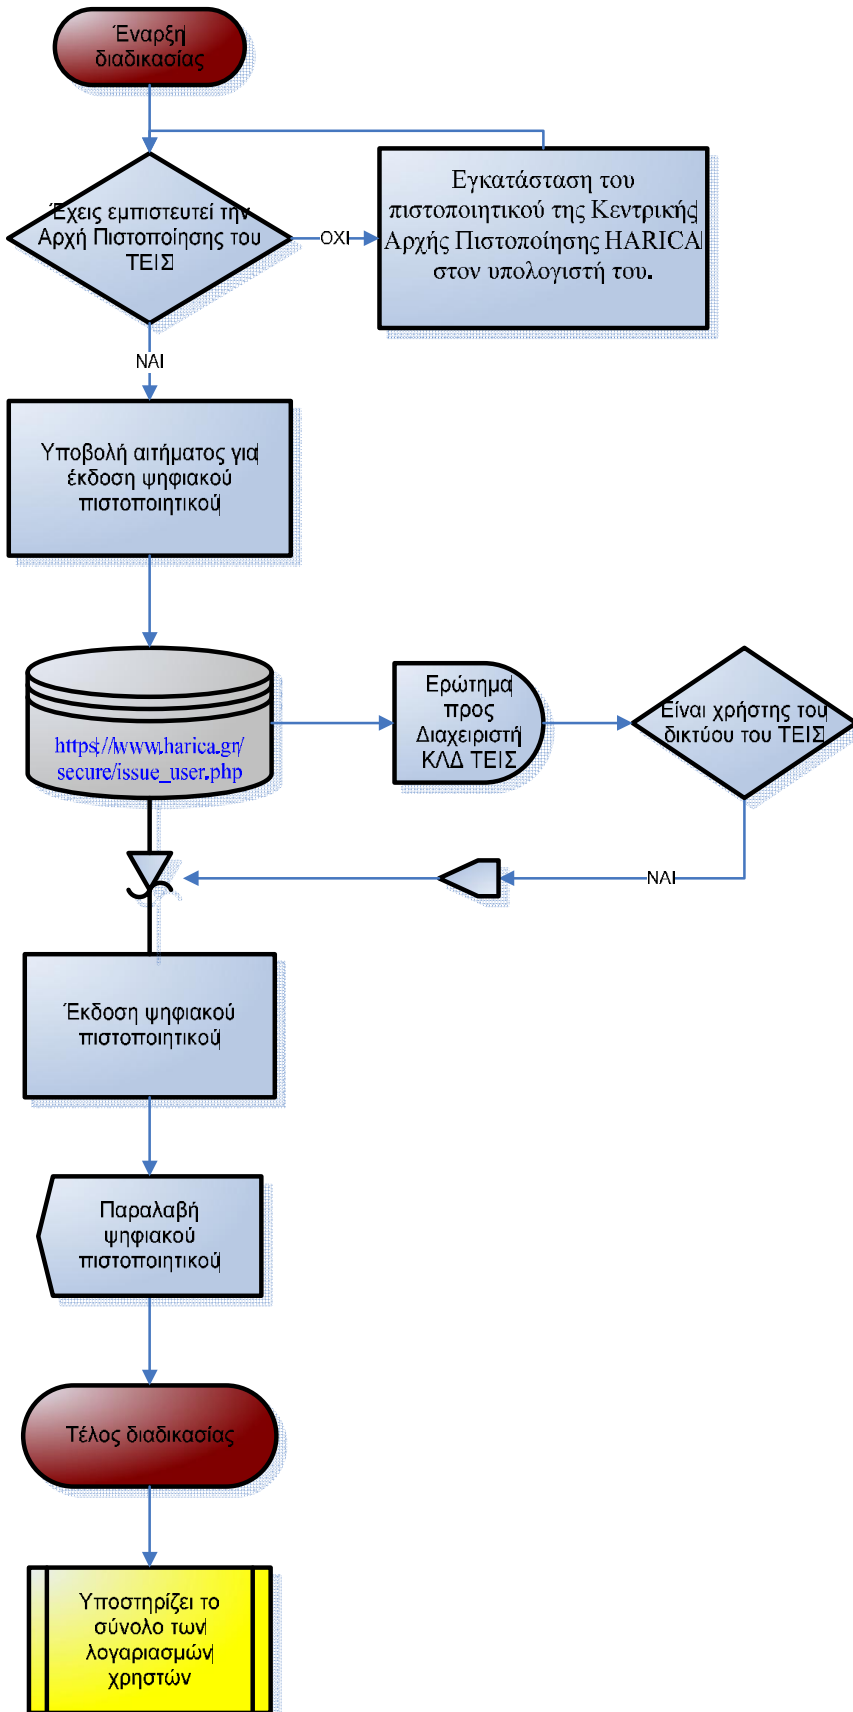 Έναρξη
διαδικασίας
Έχεις εμπιστευτεί την
Αρχή Πιστοποίησης του
ΤΕΙΣ
ΟΧΙ
Εγκατάσταση του
πιστοποιητικού της Κεντρικής
Αρχής Πιστοποίησης HARICA
στον υπολογιστή του.
ΝΑΙ
Υποβολή αιτήματος για
έκδοση ψηφιακού
πιστοποιητικού
https://www.harica.gr/
secure/issue_user.php
Ερώτημα
προς
Διαχειριστή
ΚΛΔ ΤΕΙΣ
Είναι χρήστης του
δικτύου του ΤΕΙΣ
ΝΑΙ
Έκδοση ψηφιακού
πιστοποιητικού
Παραλαβή
ψηφιακού
πιστοποιητικού
Τέλος διαδικασίας
Υποστηρίζει το
σύνολο των
λογαριασμών
χρηστών